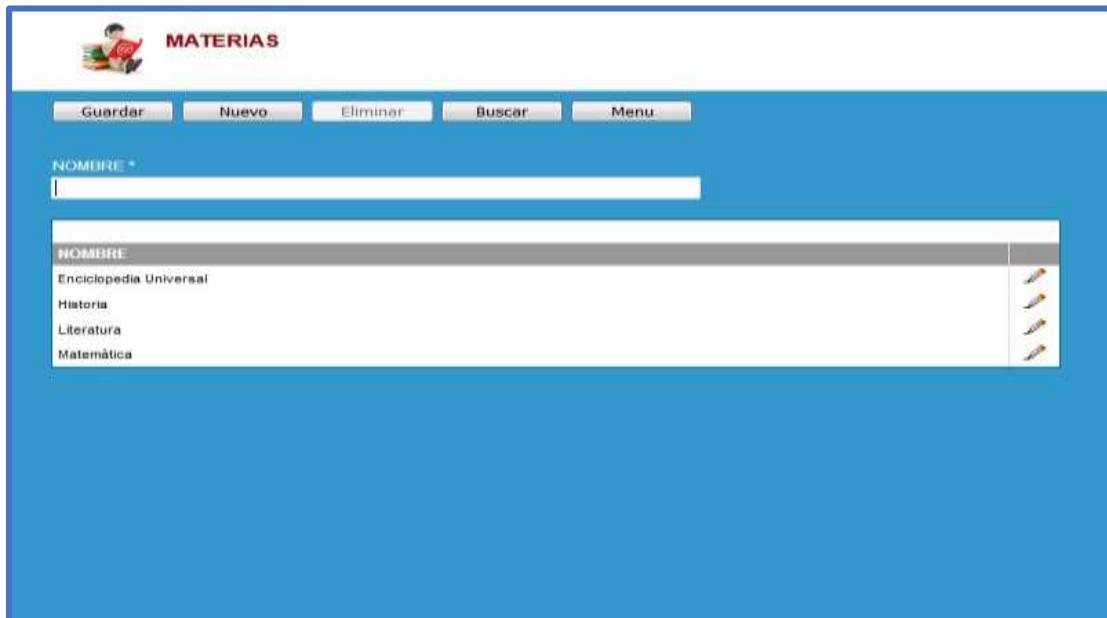 MATERIAS
Guardar Nuevo Eliminar Buscar Menu
NOMBRE *
NOMBRE
Enciclopedia Universal
Historia
Literatura
Matemàtica